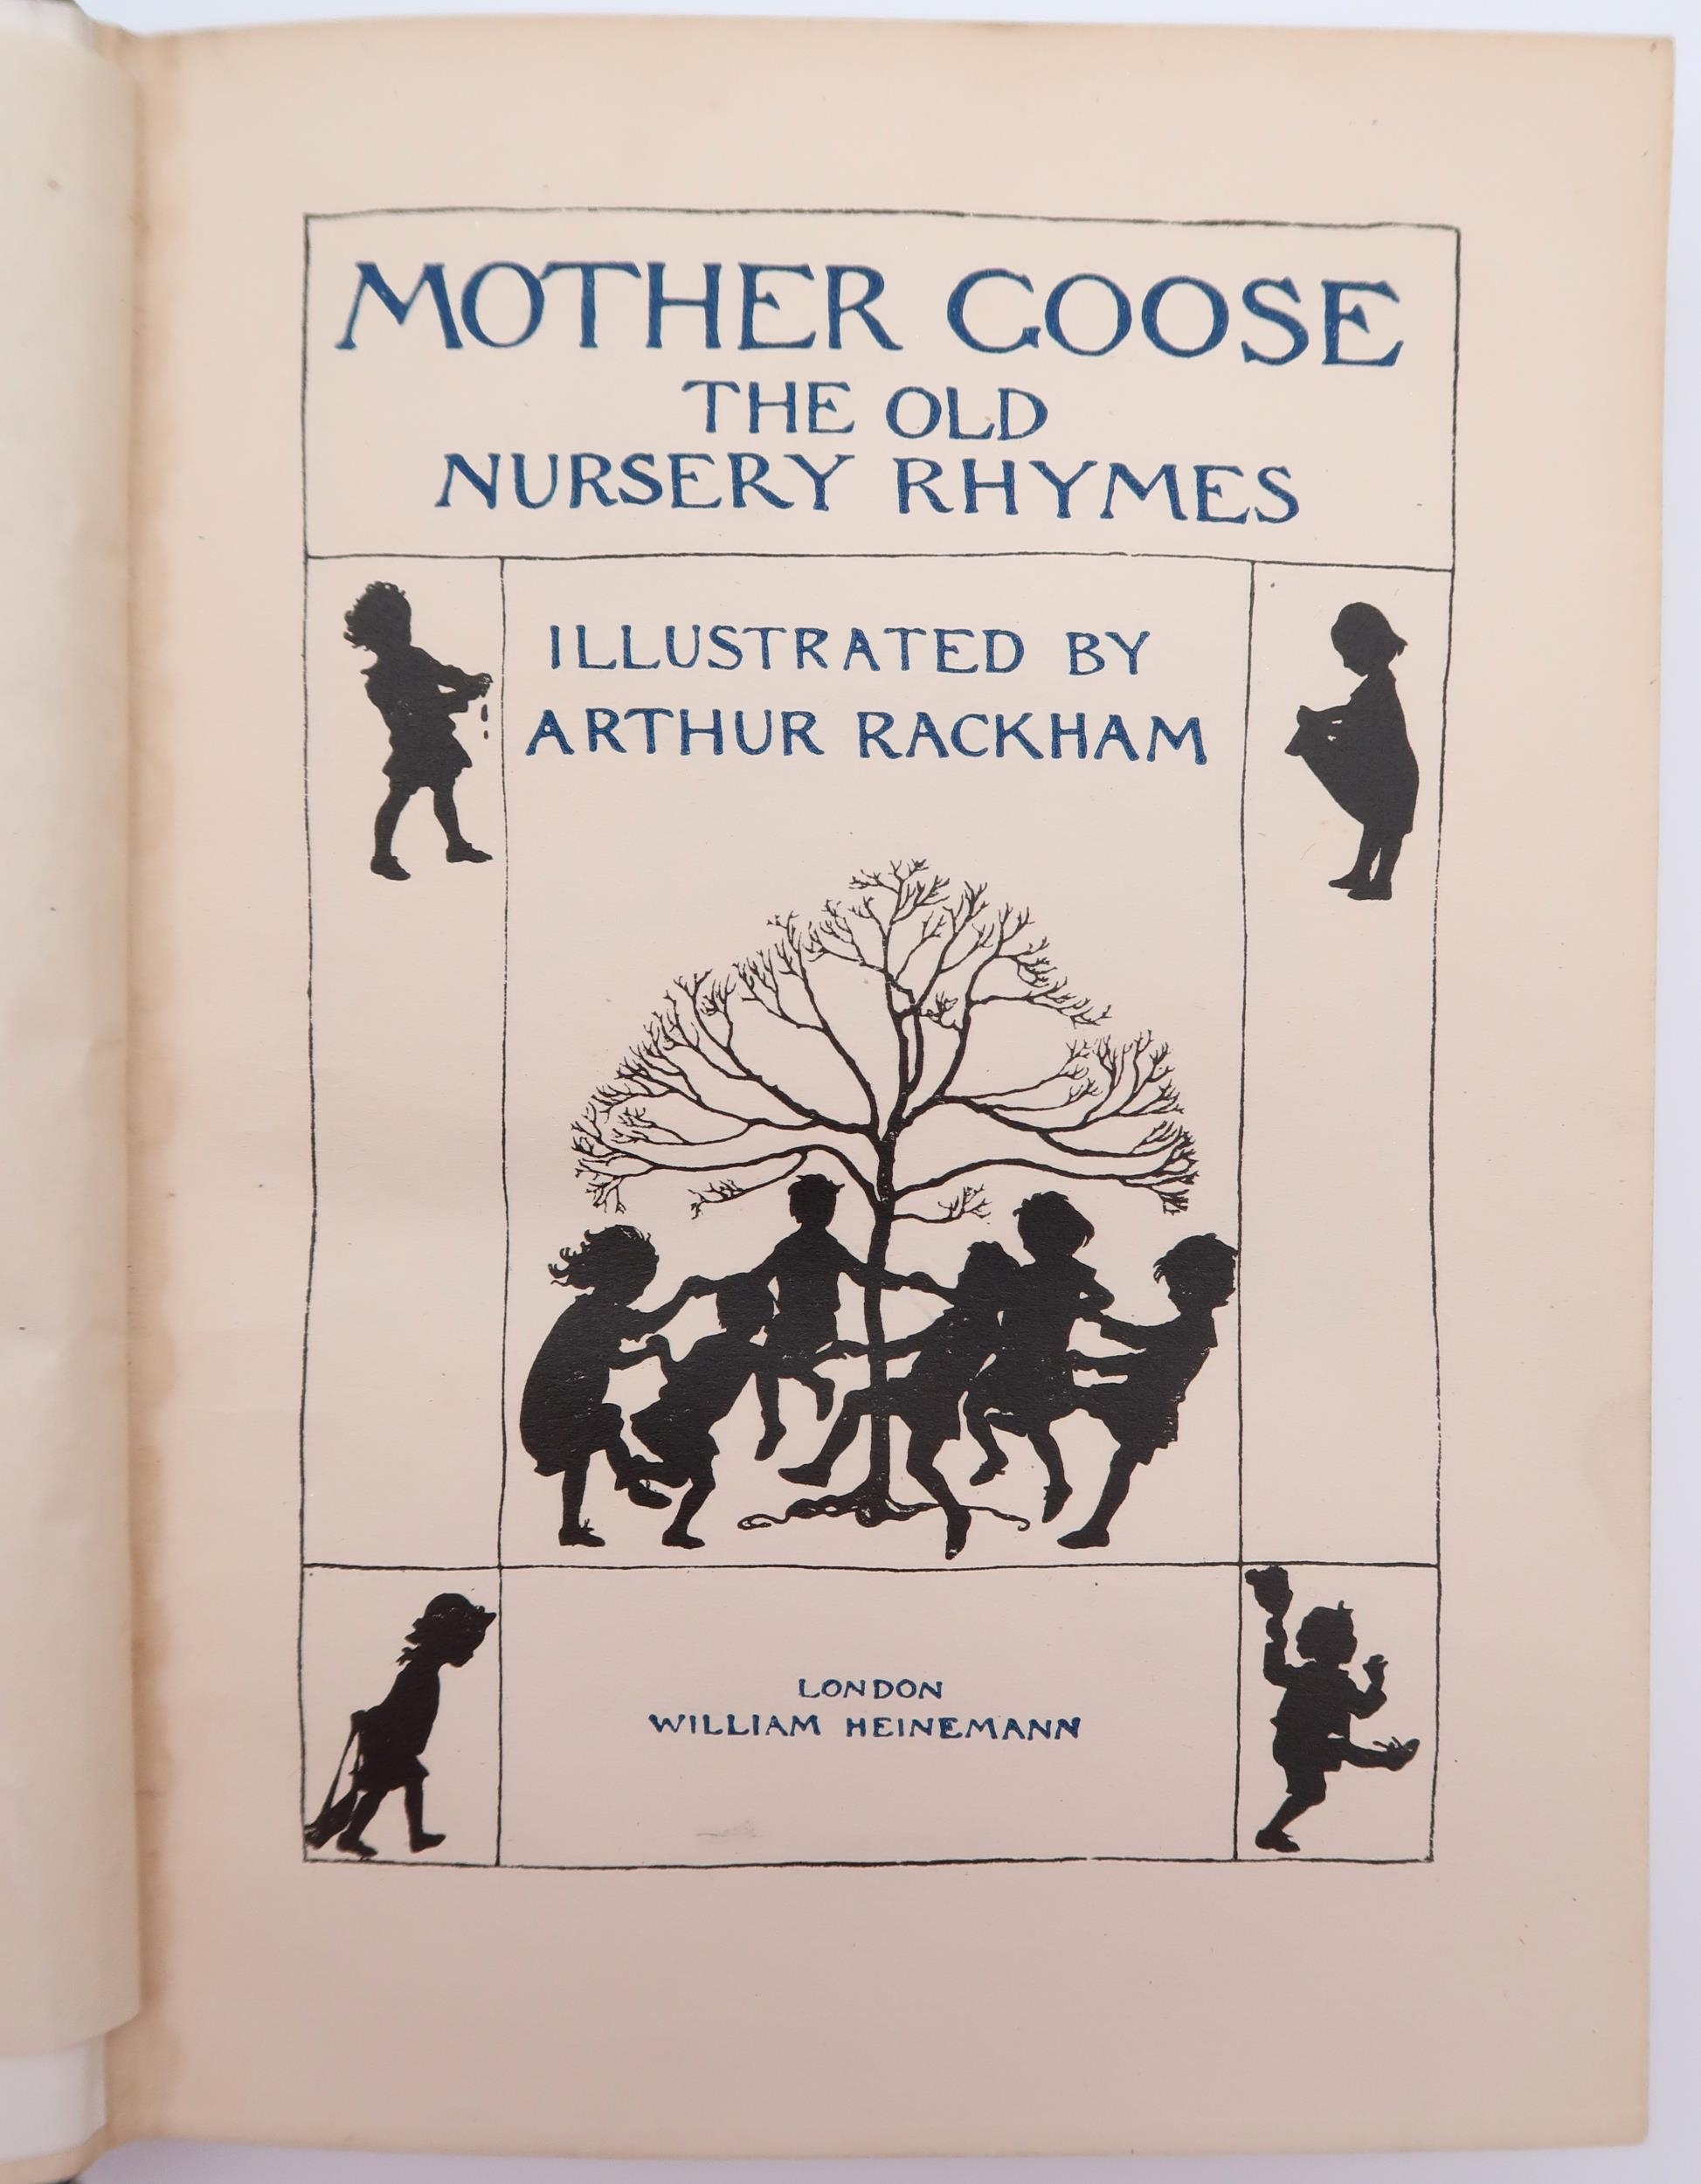 MOTHER GOOSE
THE OLD
NURSERY RHYMES
ILLUSTRATED BY
ARTHUR RACKHAM
LONDON
WILLIAM HEINEMANN